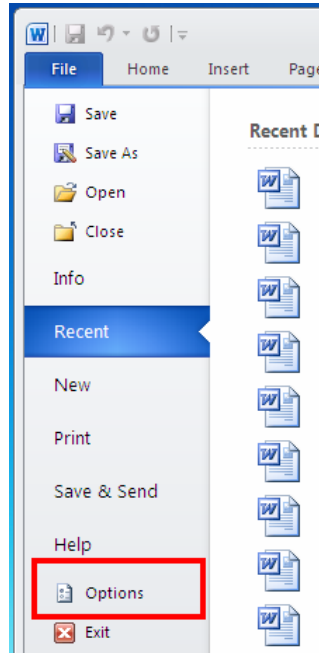 File Home Insert Page
Save
Recent D
Save As
Open
Close
Info
Recent
New
Print
Save & Send
Help
Options
Exit